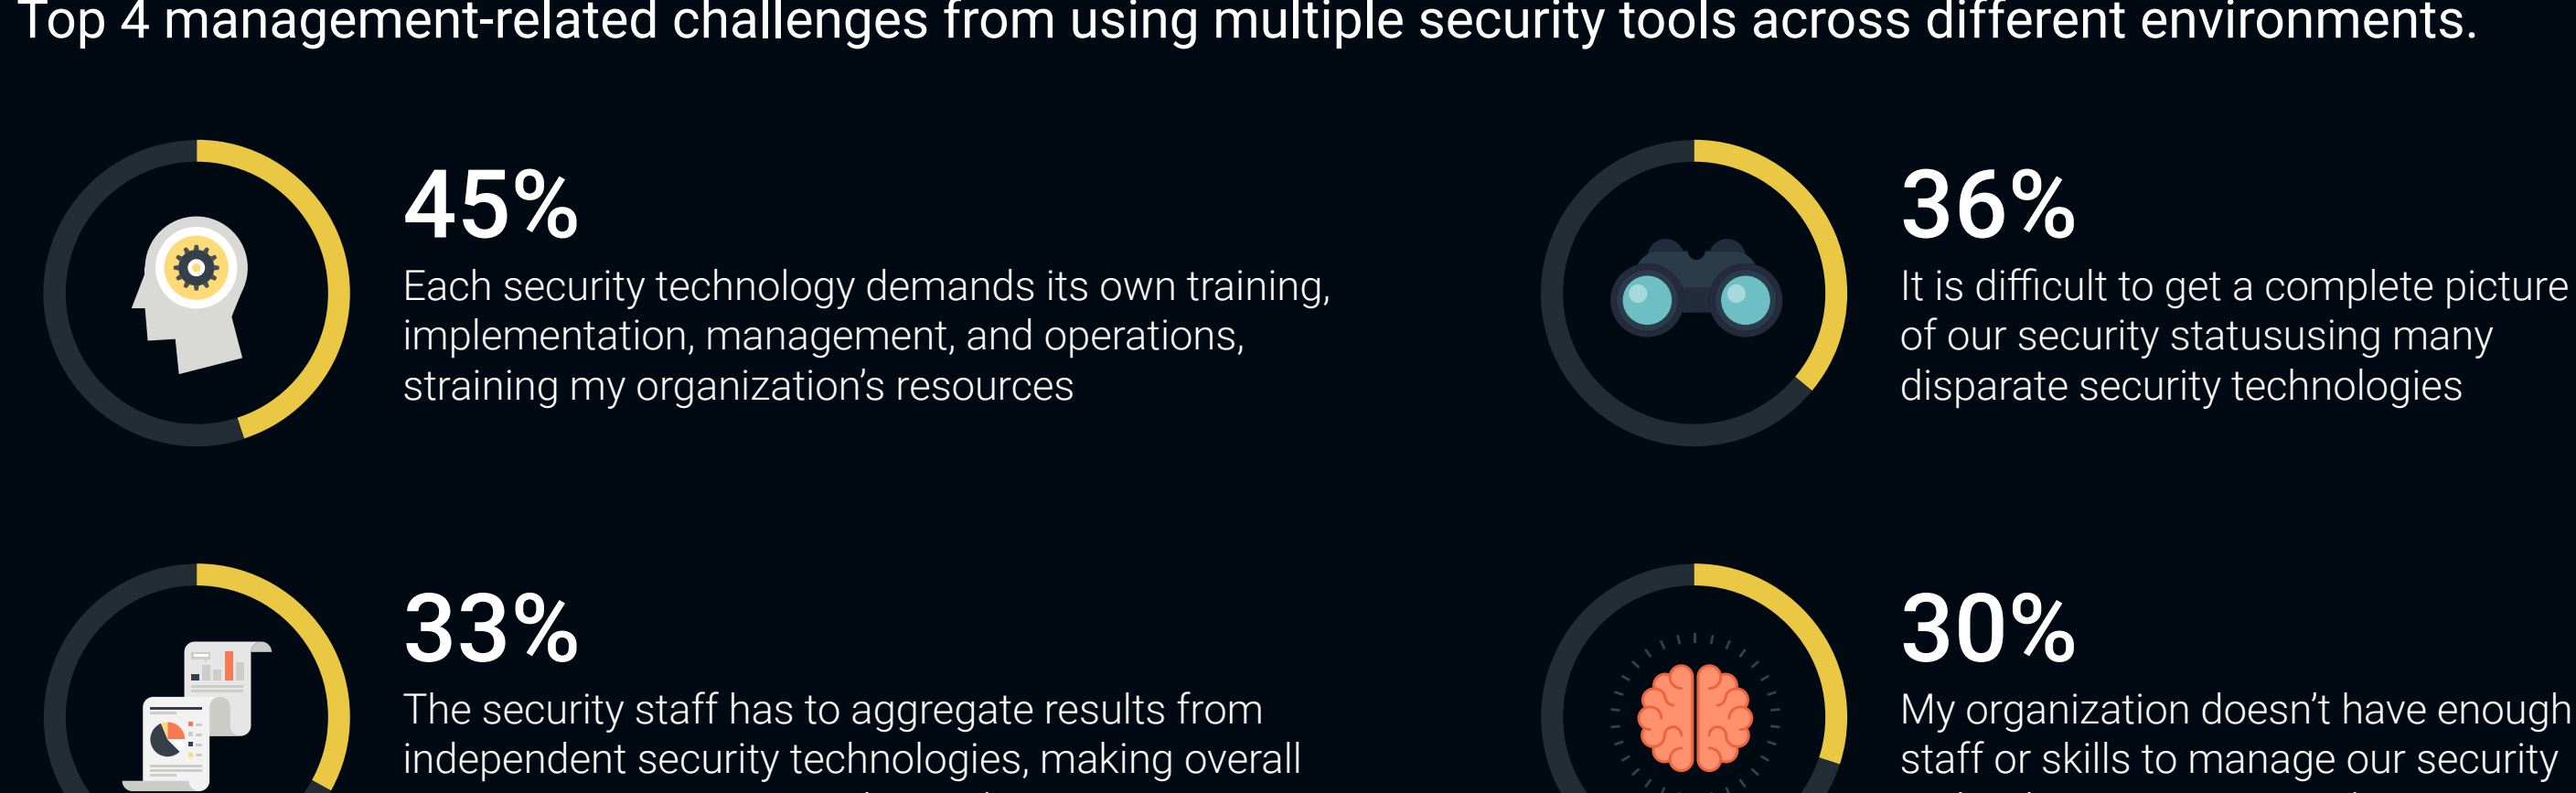 Top 4 management-related challenges from using multiple security tools across different environments.
45%
Each security technology demands its own training,
implementation, management, and operations,
straining my organization’s resources
36%
It is difficult to get a complete picture
of our security statususing many
disparate security technologies
33%
The security staff has to aggregate results from
independent security technologies, making overall
30%
My organization doesn’t have enough
staff or skills to manage our security